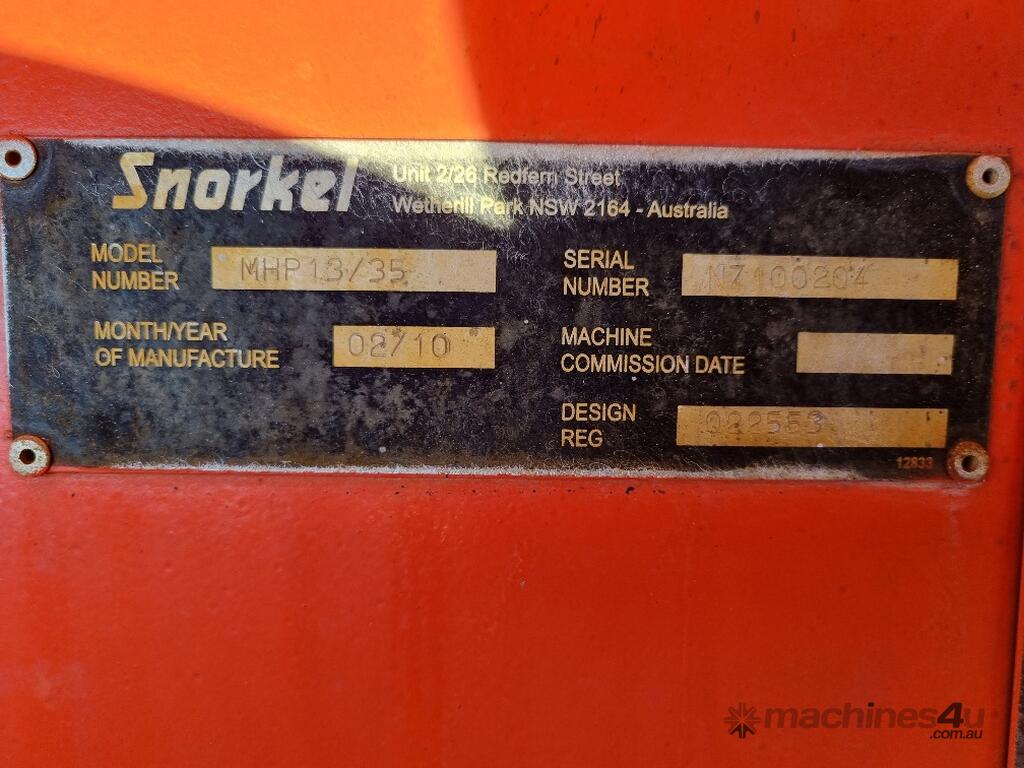 Snorkel
Unit 2/26 Redfern Street
Wetherill Park NSW 2164 - Australia
MODEL
NUMBER
MHP13/35
SERIAL
NUMBER
NZ100204
MONTH/YEAR
OF MANUFACTURE
02/10
MACHINE
COMMISSION DATE
DESIGN
REG
022553
12833
machines4u
.com.au